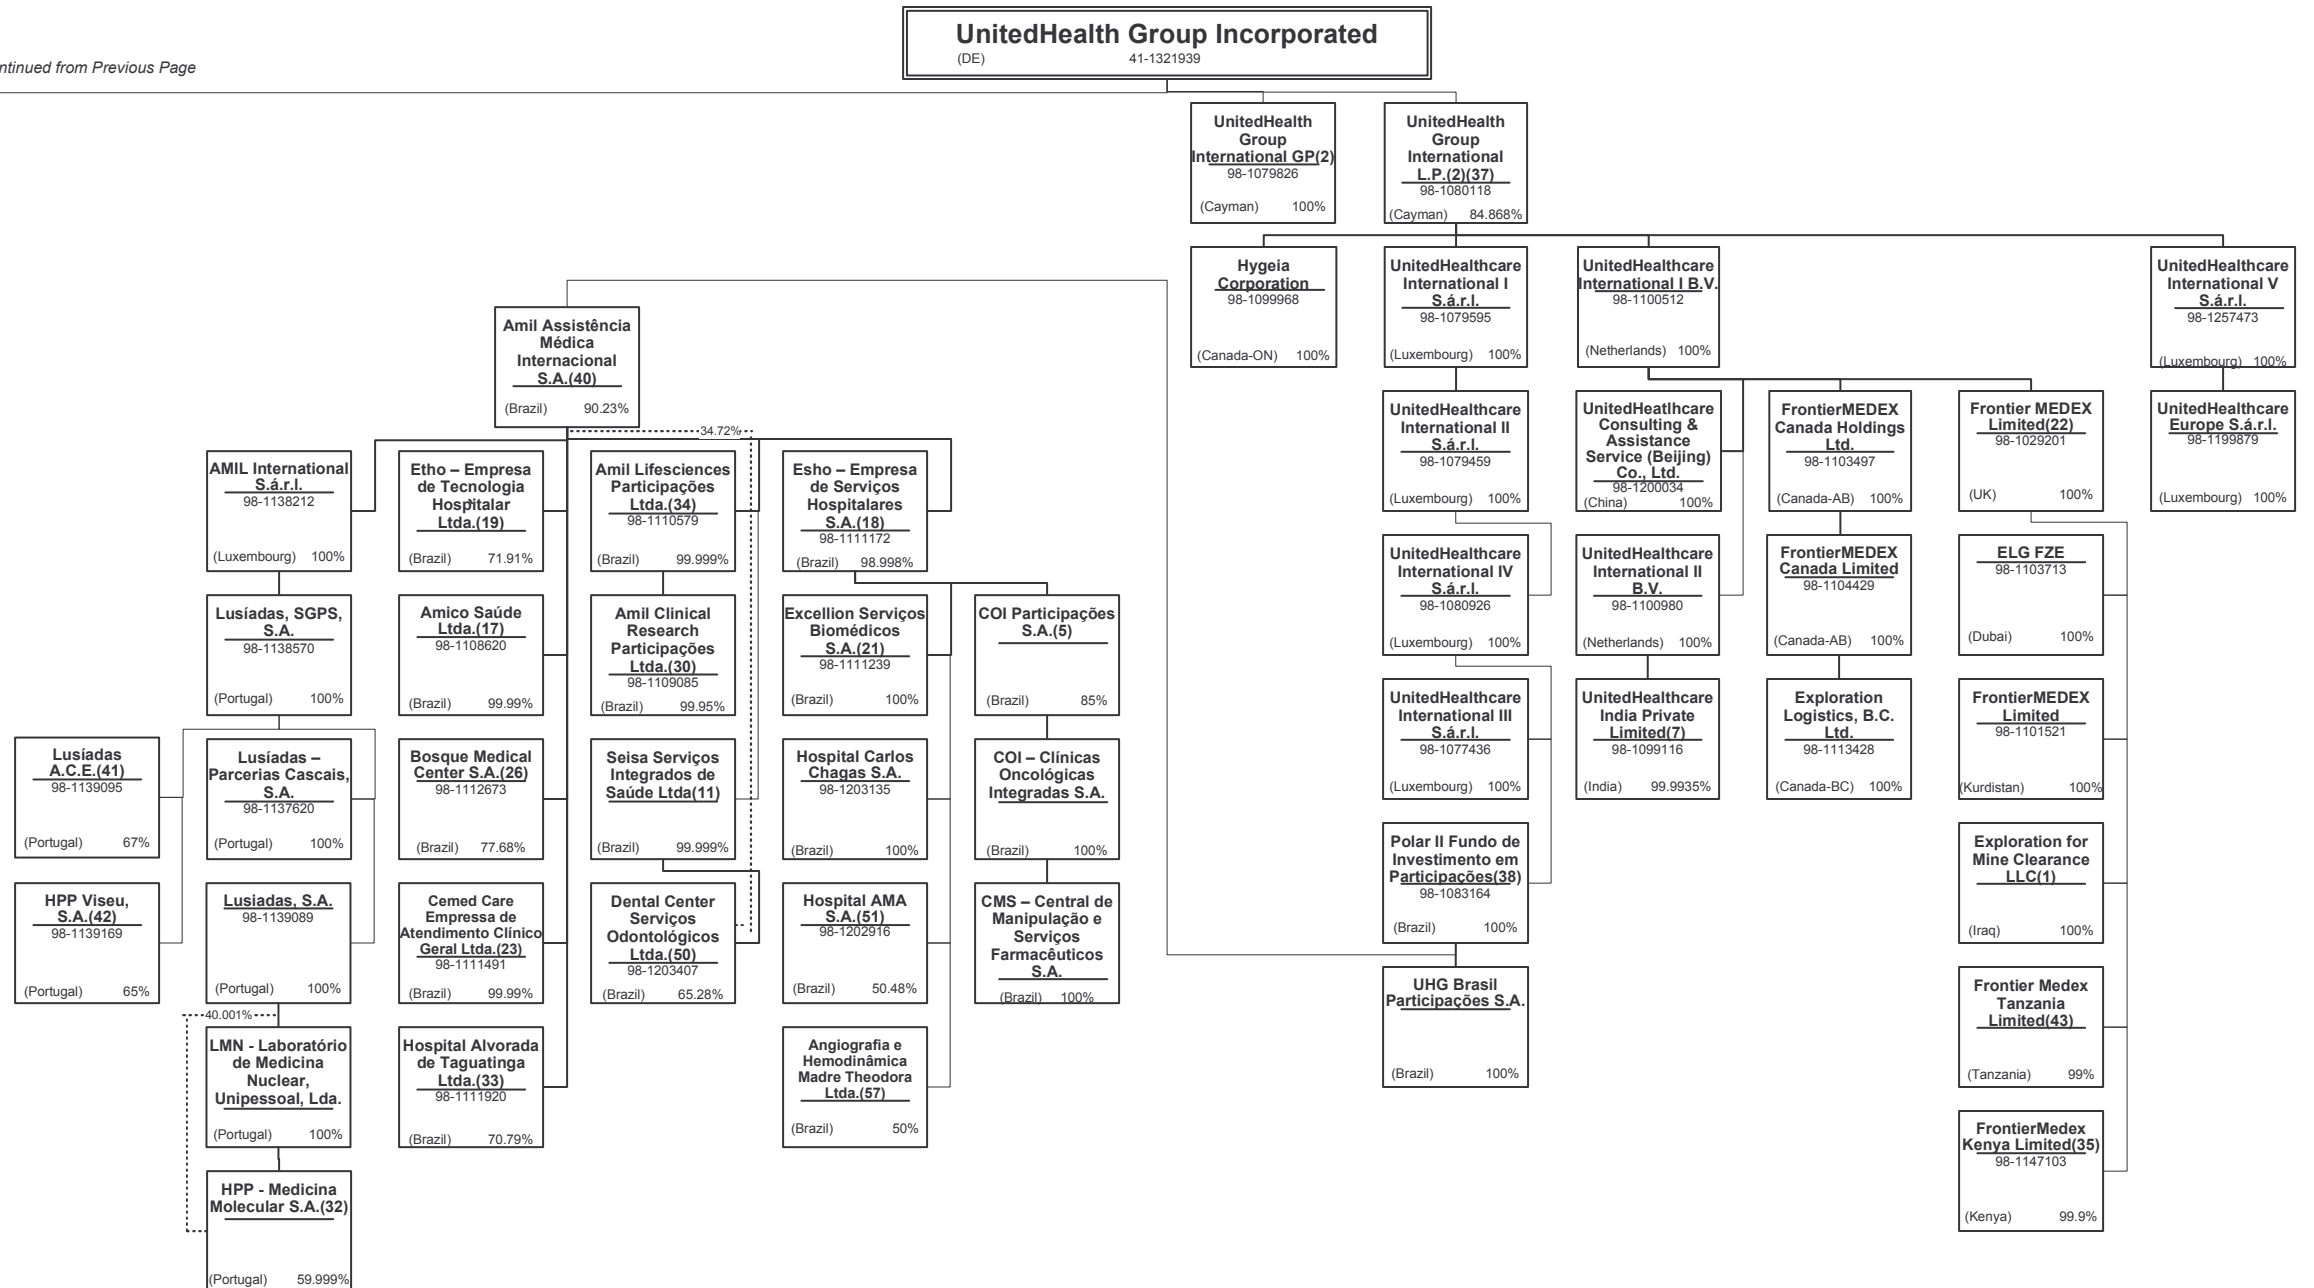 UnitedHealth Group Incorporated
(DE) 41-1321939
ntinued from Previous Page
UnitedHealth
Group
International GP(2)
98-1079826
(Cayman) 100%
UnitedHealth
Group
International
L.P.(2)(37)
98-1080118
(Cayman) 84.868%
Hygeia
Corporation
98-1099968
(Canada-ON) 100%
UnitedHealthcare
International I
S.á.r.l.
98-1079595
(Luxembourg) 100%
UnitedHealthcare
International I B.V.
98-1100512
(Netherlands) 100%
UnitedHealthcare
International V
S.á.r.l.
98-1257473
(Luxembourg) 100%
Amil Assistência
Médica
Internacional
S.A.(40)
(Brazil) 90.23%
34.72%
UnitedHealthcare
International II
S.á.r.l.
98-1079459
(Luxembourg) 100%
UnitedHeatlhcare
Consulting &
Assistance
Service (Beijing)
Co., Ltd.
98-1200034
(China) 100%
FrontierMEDEX
Canada Holdings
Ltd.
98-1103497
(Canada-AB) 100%
Frontier MEDEX
Limited(22)
98-1029201
(UK) 100%
UnitedHealthcare
Europe S.á.r.l.
98-1199879
(Luxembourg) 100%
AMIL International
S.á.r.l.
98-1138212
(Luxembourg) 100%
Etho – Empresa
de Tecnologia
Hospitalar
Ltda.(19)
(Brazil) 71.91%
Amil Lifesciences
Participações
Ltda.(34)
98-1110579
(Brazil) 99.999%
Esho – Empresa
de Serviços
Hospitalares
S.A.(18)
98-1111172
(Brazil) 98.998%
UnitedHealthcare
International IV
S.á.r.l.
98-1080926
(Luxembourg) 100%
UnitedHealthcare
International II
B.V.
98-1100980
(Netherlands) 100%
FrontierMEDEX
Canada Limited
98-1104429
(Canada-AB) 100%
ELG FZE
98-1103713
(Dubai) 100%
Lusíadas, SGPS,
S.A.
98-1138570
(Portugal) 100%
Amico Saúde
Ltda.(17)
98-1108620
(Brazil) 99.99%
Amil Clinical
Research
Participações
Ltda.(30)
98-1109085
(Brazil) 99.95%
Excellion Serviços
Biomédicos
S.A.(21)
98-1111239
(Brazil) 100%
COI Participações
S.A.(5)
(Brazil) 85%
UnitedHealthcare
International III
S.á.r.l.
98-1077436
(Luxembourg) 100%
UnitedHealthcare
India Private
Limited(7)
98-1099116
(India) 99.9935%
Exploration
Logistics, B.C.
Ltd.
98-1113428
(Canada-BC) 100%
FrontierMEDEX
Limited
98-1101521
(Kurdistan) 100%
Lusíadas
A.C.E.(41)
98-1139095
(Portugal) 67%
Lusíadas –
Parcerias Cascais,
S.A.
98-1137620
(Portugal) 100%
Bosque Medical
Center S.A.(26)
98-1112673
(Brazil) 77.68%
Seisa Serviços
Integrados de
Saúde Ltda(11)
(Brazil) 99.999%
Hospital Carlos
Chagas S.A.
98-1203135
(Brazil) 100%
COI – Clínicas
Oncológicas
Integradas S.A.
(Brazil) 100%
Polar II Fundo de
Investimento em
Participações(38)
98-1083164
(Brazil) 100%
Exploration for
Mine Clearance
LLC(1)
(Iraq) 100%
HPP Viseu,
S.A.(42)
98-1139169
(Portugal) 65%
Lusiadas, S.A.
98-1139089
(Portugal) 100%
Cemed Care
Empressa de
Atendimento Clínico
Geral Ltda.(23)
98-1111491
(Brazil) 99.99%
Dental Center
Serviços
Odontológicos
Ltda.(50)
98-1203407
(Brazil) 65.28%
Hospital AMA
S.A.(51)
98-1202916
(Brazil) 50.48%
CMS – Central de
Manipulação e
Serviços
Farmacêuticos
S.A.
(Brazil) 100%
UHG Brasil
Participações S.A.
(Brazil) 100%
Frontier Medex
Tanzania
Limited(43)
(Tanzania) 99%
40.001%
LMN - Laboratório
de Medicina
Nuclear,
Unipessoal, Lda.
(Portugal) 100%
Hospital Alvorada
de Taguatinga
Ltda.(33)
98-1111920
(Brazil) 70.79%
Angiografia e
Hemodinâmica
Madre Theodora
Ltda.(57)
(Brazil) 50%
FrontierMedex
Kenya Limited(35)
98-1147103
(Kenya) 99.9%
HPP - Medicina
Molecular S.A.(32)
(Portugal) 59.999%